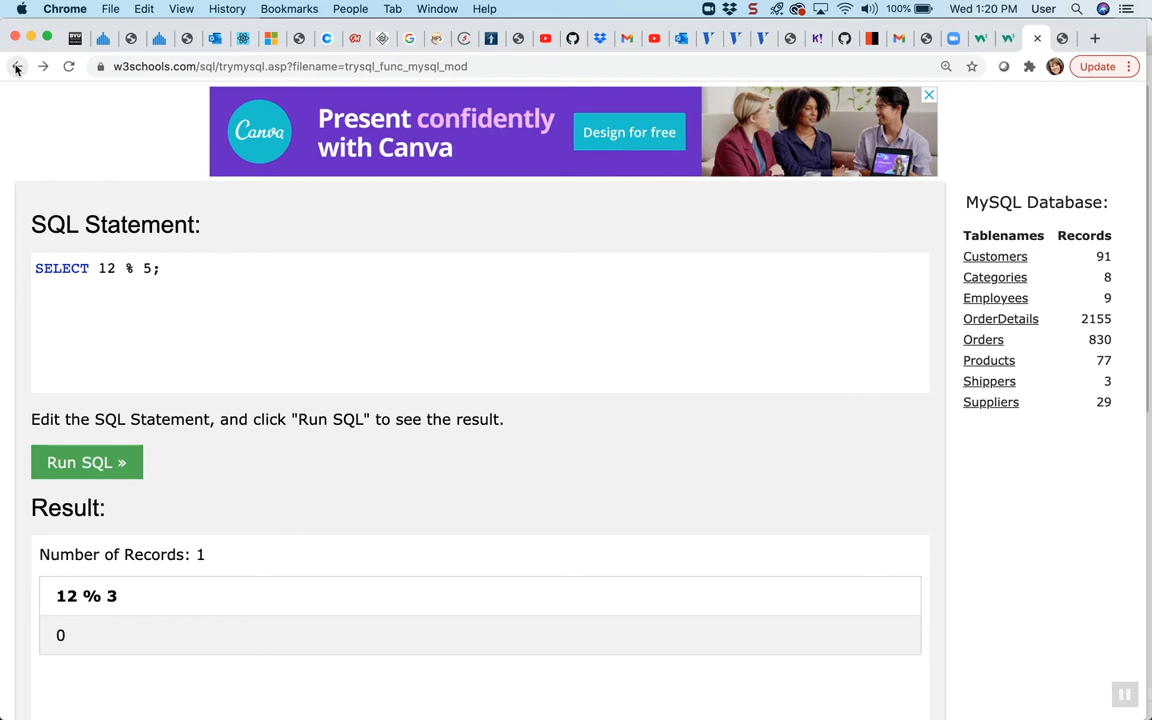 Chrome File Edit View History Bookmarks People Tab Window Help 100% Wed 1:20 PM User
w3schools.com/sql/trymysql.asp?filename=trysql_func_mysql_mod Update
Canva
Present confidently
with Canva
Design for free
SQL Statement:
SELECT 12 % 5;
Edit the SQL Statement, and click "Run SQL" to see the result.
Run SQL »
Result:
Number of Records: 1
12 % 3
0
MySQL Database:
Tablenames Records
Customers 91
Categories 8
Employees 9
OrderDetails 2155
Orders 830
Products 77
Shippers 3
Suppliers 29